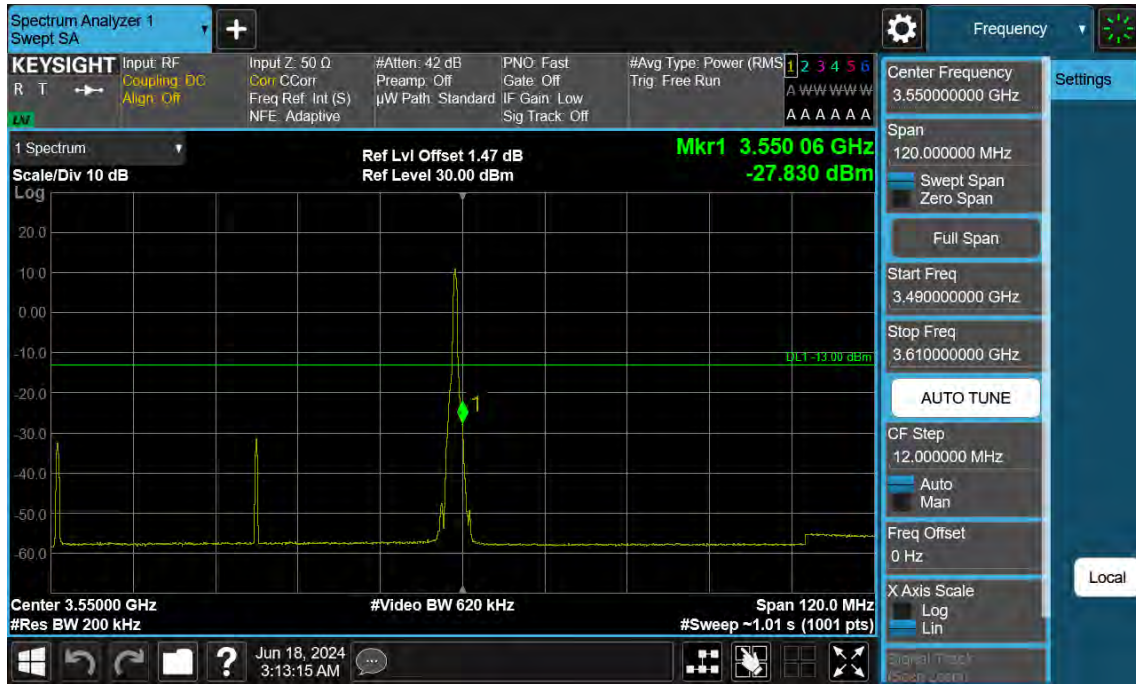 Spectrum Analyzer 1
Swept SA
+
Frequency
KEYSIGHT
R T
LXI
Input: RF
Coupling: DC
Align: Off
Input Z: 50 Ω
Corr CCorr
Freq Ref: Int (S)
NFE: Adaptive
#Atten: 42 dB
Preamp: Off
µW Path: Standard
PNO: Fast
Gate: Off
IF Gain: Low
Sig Track: Off
#Avg Type: Power (RMS
Trig: Free Run
1 2 3 4 5 6
A W W W W W
A A A A A A
1 Spectrum
Scale/Div 10 dB
Log
Ref Lvl Offset 1.47 dB
Ref Level 30.00 dBm
Mkr1 3.550 06 GHz
-27.830 dBm
20.0
10.0
0.00
-10.0
DL1 -13.00 dBm
-20.0
1
-30.0
-40.0
-50.0
-60.0
Center 3.55000 GHz
#Res BW 200 kHz
#Video BW 620 kHz
Span 120.0 MHz
#Sweep ~1.01 s (1001 pts)
Center Frequency
3.550000000 GHz
Settings
Span
120.000000 MHz
Swept Span
Zero Span
Full Span
Start Freq
3.490000000 GHz
Stop Freq
3.610000000 GHz
AUTO TUNE
CF Step
12.000000 MHz
Auto
Man
Freq Offset
0 Hz
X Axis Scale
Log
Lin
Signal Track
(Span Zoom)
Local
?
Jun 18, 2024
3:13:15 AM